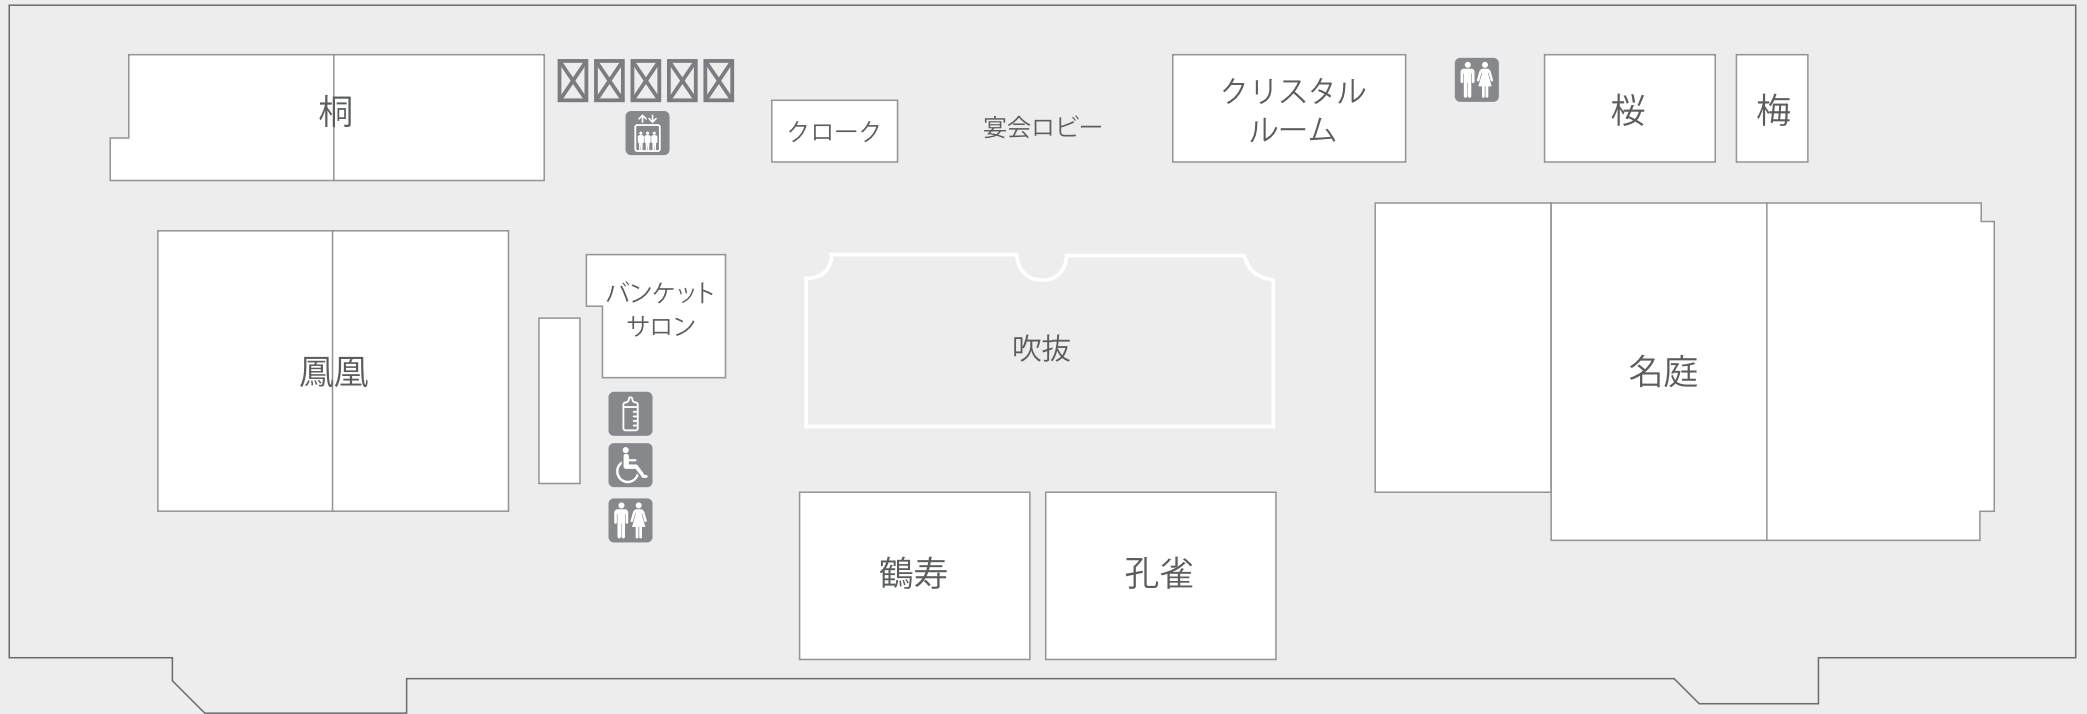 桐
クローク
宴会ロビー
クリスタル
ルーム
桜
梅
鳳凰
バンケット
サロン
吹抜
名庭
鶴寿
孔雀